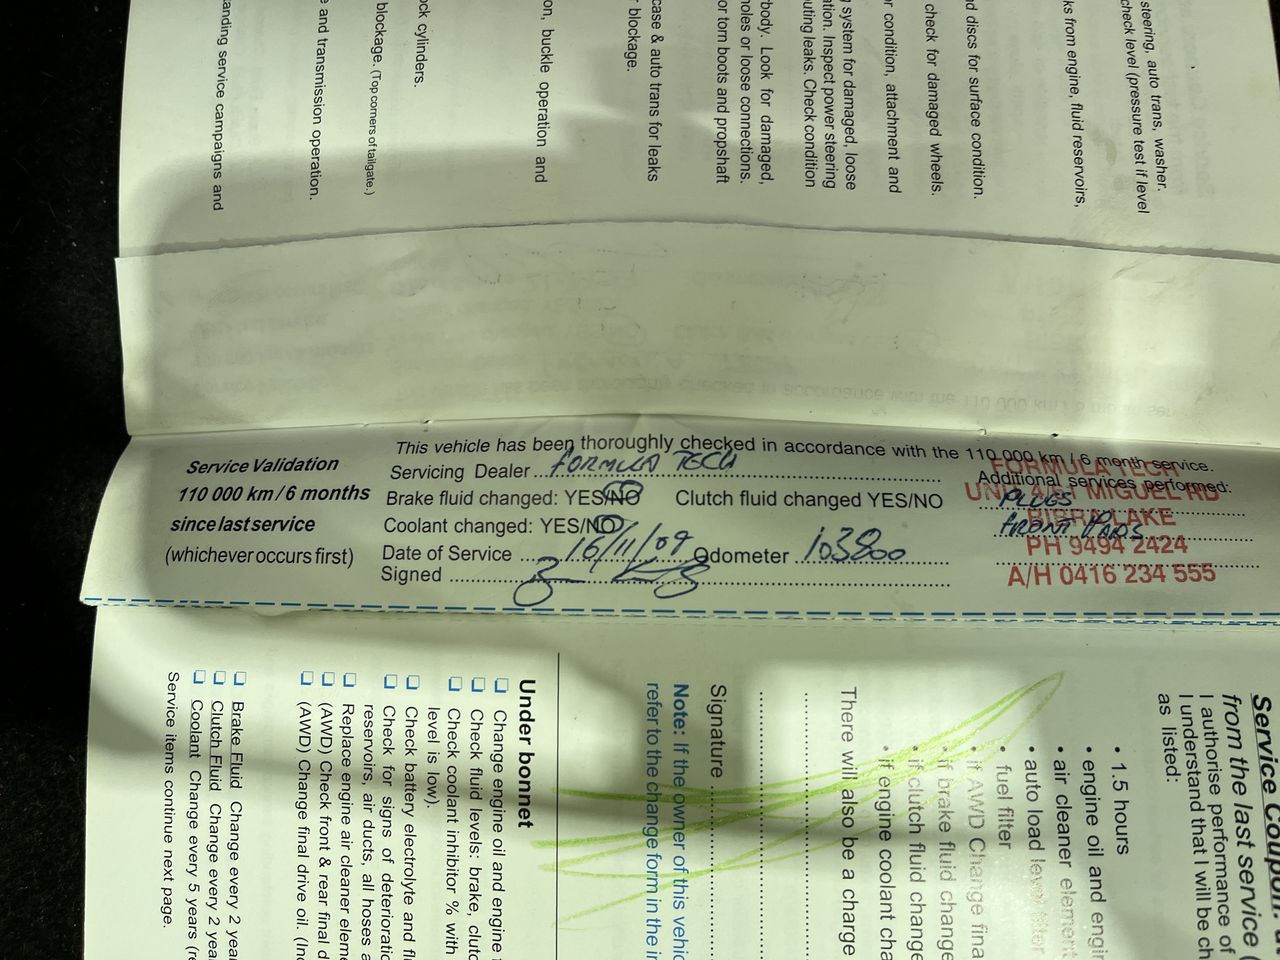 steering, auto trans, washer.
check level (pressure test if level
ks from engine, fluid reservoirs,
d discs for surface condition.
check for damaged wheels.
r condition, attachment and
g system for damaged, loose
ation. Inspect power steering
uting leaks. Check condition
body. Look for damaged,
holes or loose connections.
or torn boots and propshaft
case & auto trans for leaks
r blockage.
on, buckle operation and
ock cylinders.
blockage. (Top corners of tailgate.)
e and transmission operation.
anding service campaigns and
Service Validation
110 000 km/6 months
since last service
(whichever occurs first)
This vehicle has been thoroughly checked in accordance with the 110 000 km / 6 month service.
Servicing Dealer FORMULA TECH
Brake fluid changed: YES/NO Clutch fluid changed YES/NO
Coolant changed: YES/NO
Date of Service 16/11/09 Odometer 103800
Signed
Additional services performed:
PLUGS
FRONT PADS
FORMULA TECH
MIGUEL RD
BIBRA LAKE
PH 9494 2424
A/H 0416 234 555
Service Coupon:
from the last service (
I authorise performance of
I understand that I will be ch
as listed:
• 1.5 hours
• engine oil and engin
• air cleaner element
• auto load level filter
• fuel filter
• if AWD Change fina
• if brake fluid change
• if clutch fluid change
• if engine coolant cha
There will also be a charge
Signature
Note: If the owner of this vehic
refer to the change form in the in
Under bonnet
Change engine oil and engine f
Check fluid levels: brake, clutc
Check coolant inhibitor % with
level is low).
Check battery electrolyte and fl
Check for signs of deterioratio
reservoirs, air ducts, all hoses a
Replace engine air cleaner eleme
(AWD) Check front & rear final d
(AWD) Change final drive oil. (Inc
Brake Fluid Change every 2 year
Clutch Fluid Change every 2 yea
Coolant Change every 5 years (re
Service items continue next page.